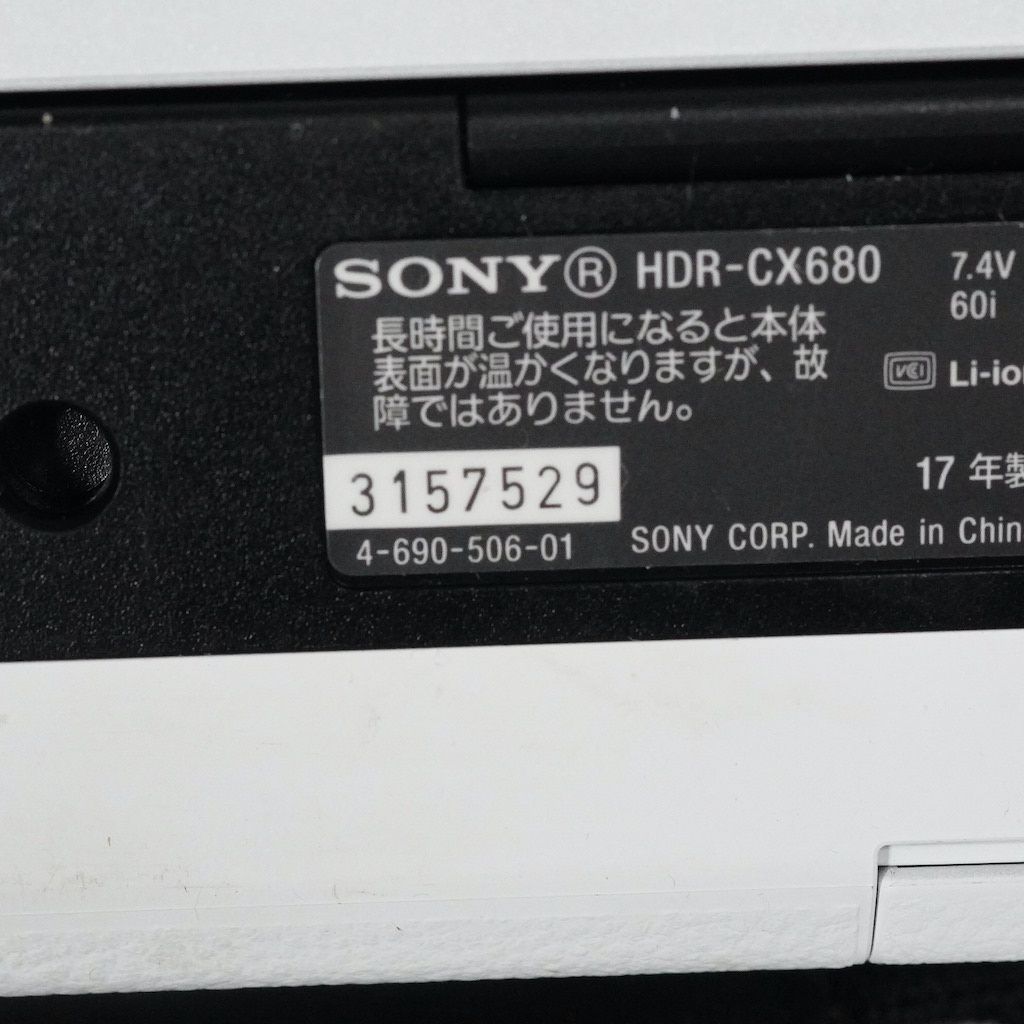 SONY® HDR-CX680
7.4V
60i
長時間ご使用になると本体
表面が温かくなりますが、故
障ではありません。
VCI
Li-ion
3157529
17 年製
4-690-506-01
SONY CORP. Made in China